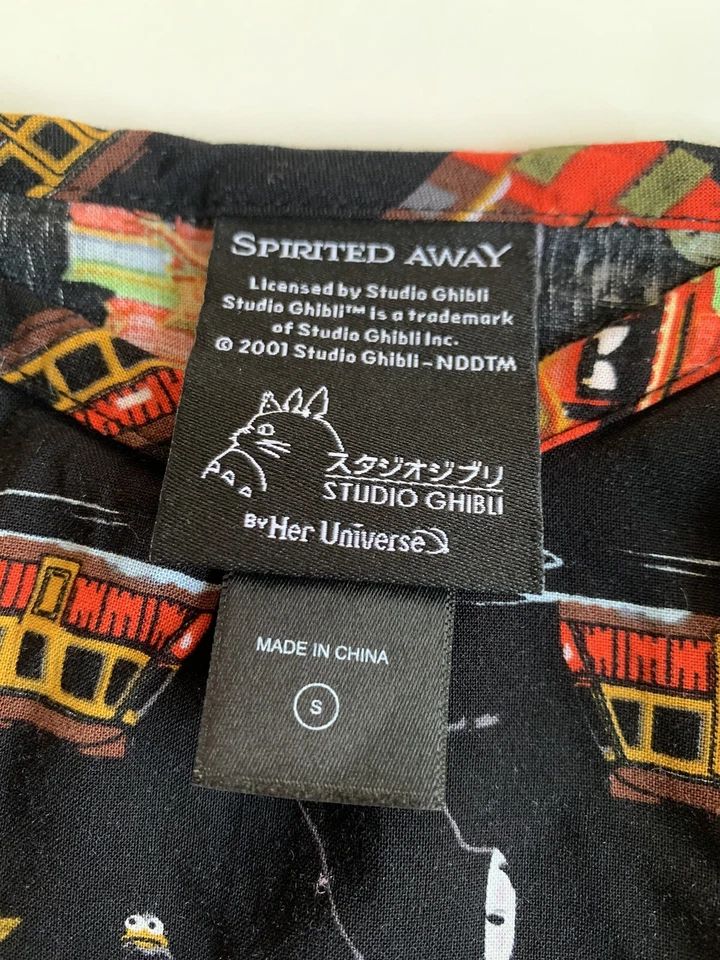 SPIRITED AWAY
Licensed by Studio Ghibli
Studio Ghibli™ is a trademark
of Studio Ghibli Inc.
© 2001 Studio Ghibli – NDDTM
スタジオジブリ
STUDIO GHIBLI
BY Her Universe
MADE IN CHINA
S